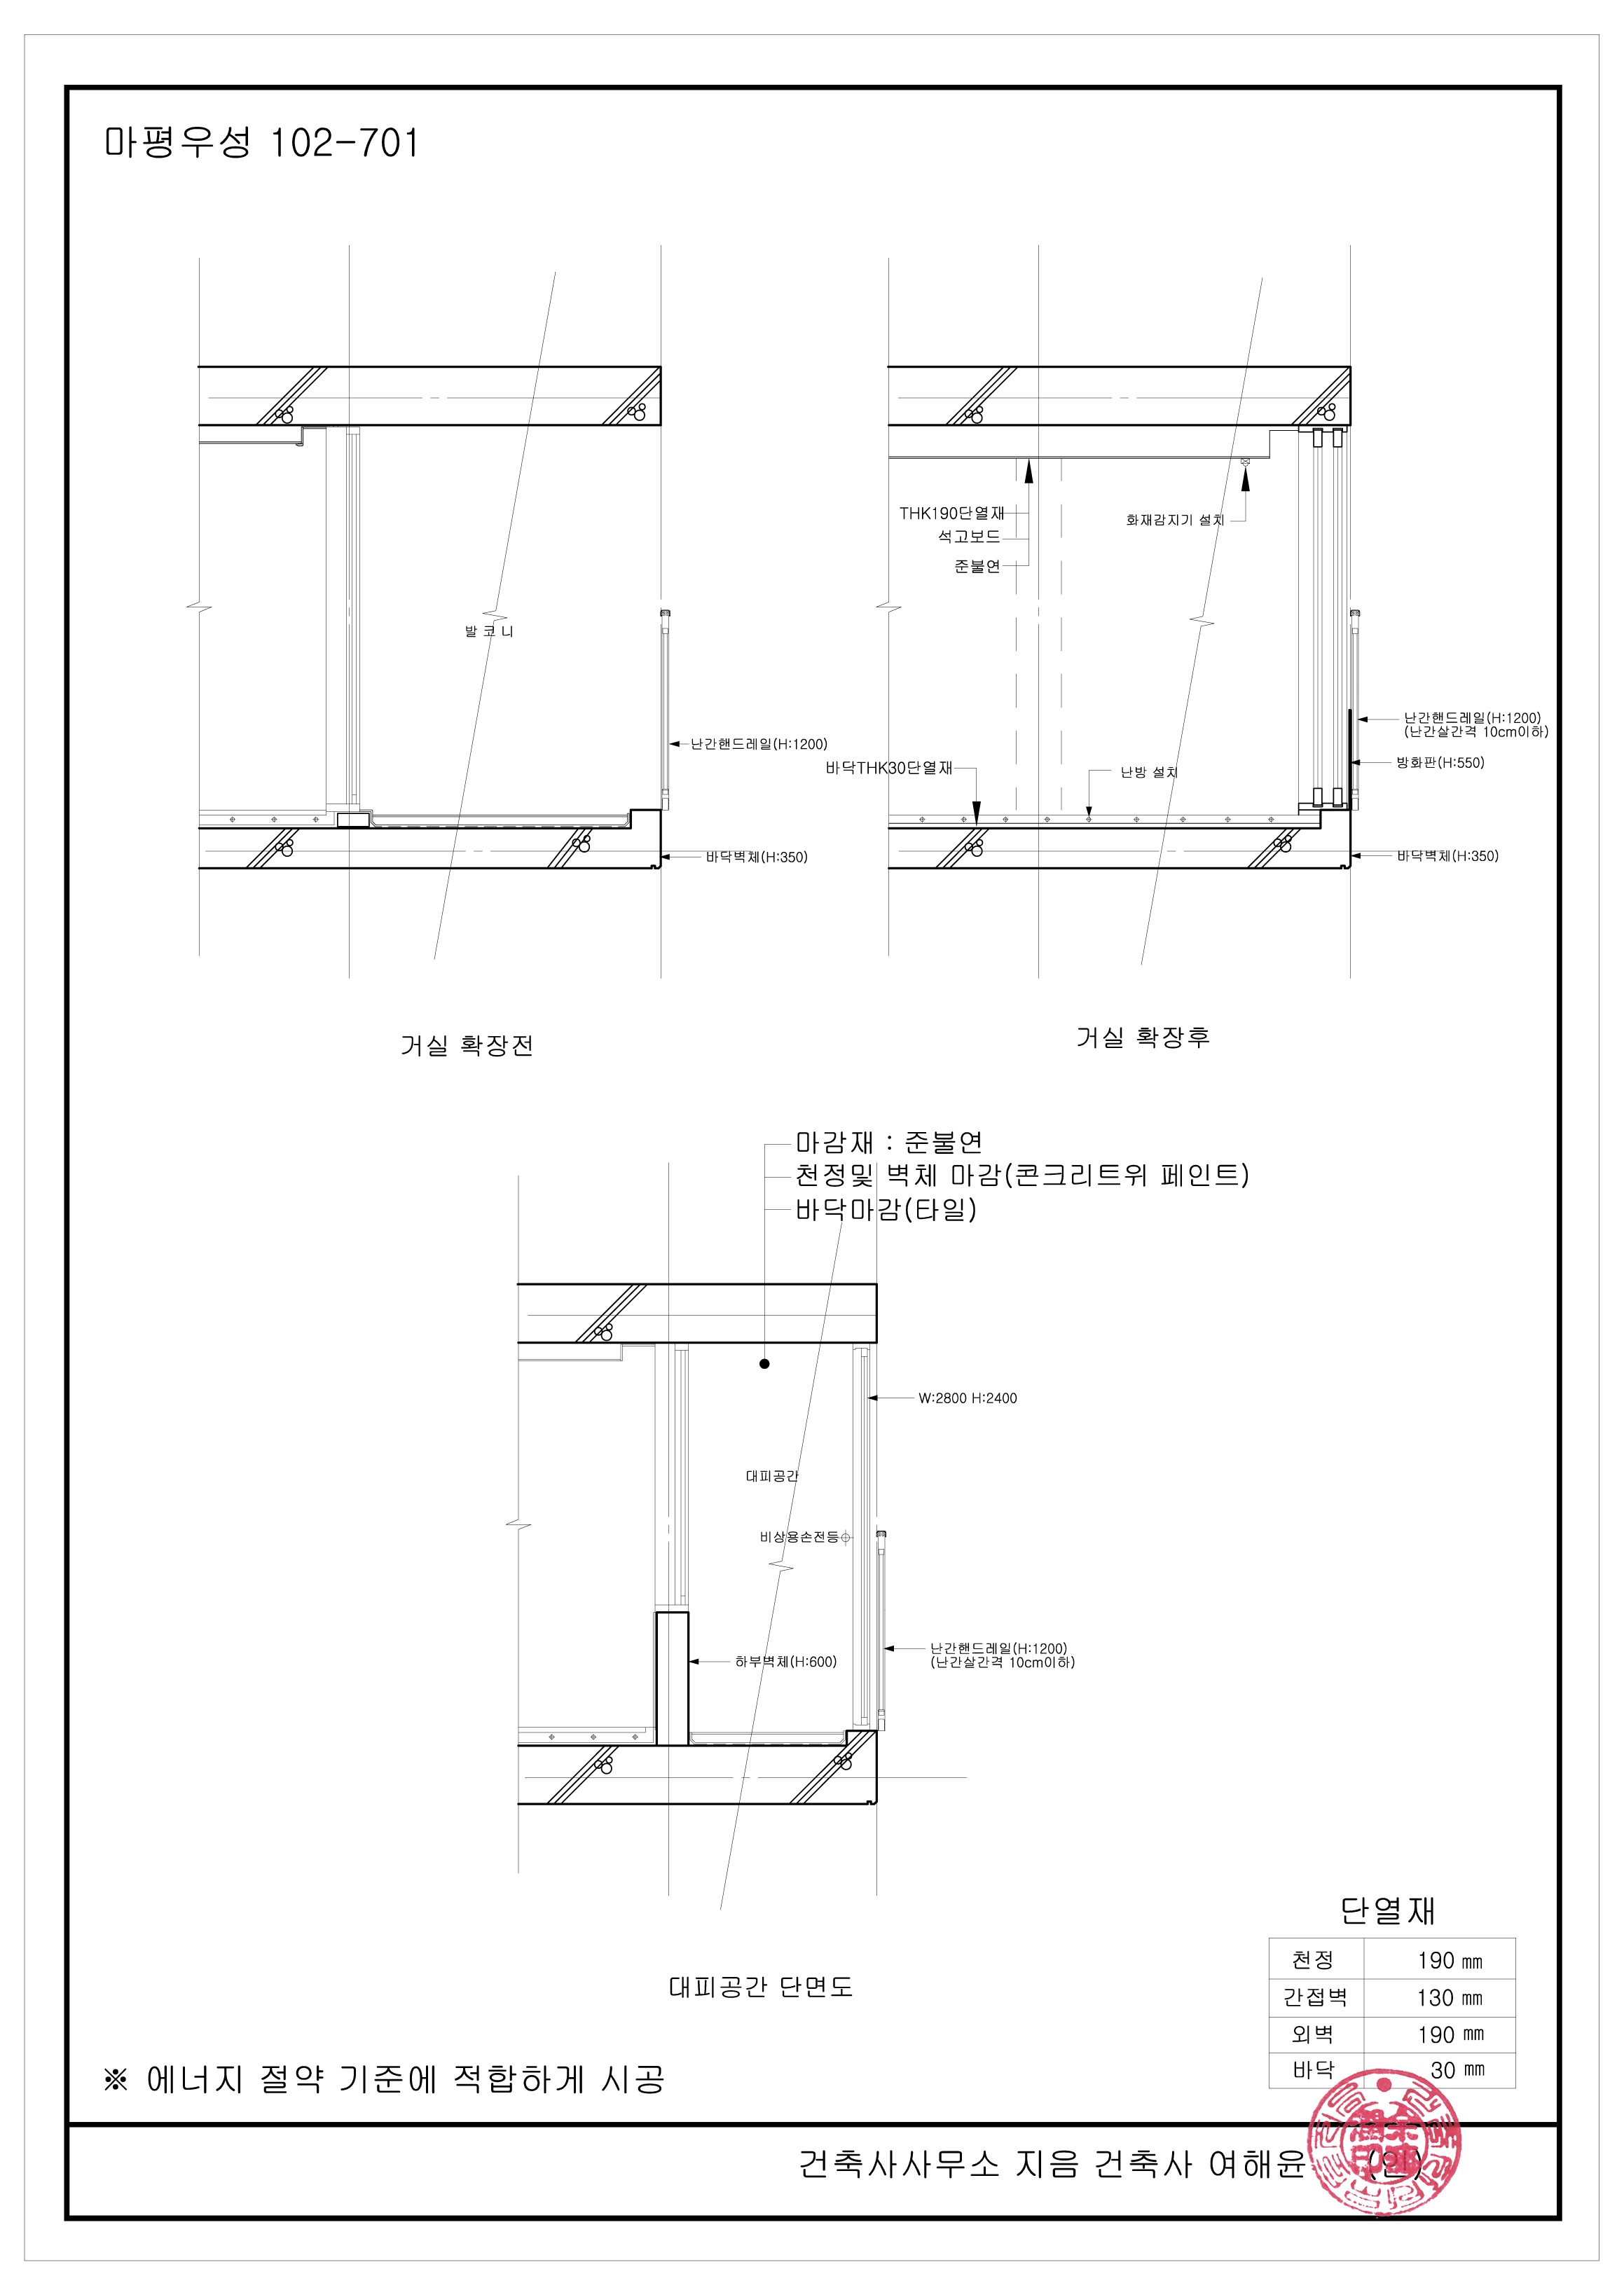 마평우성 102-701
발 코 니
난간핸드레일(H:1200)
바닥벽체(H:350)
거실 확장전
THK190단열재
석고보드
준불연
화재감지기 설치
난간핸드레일(H:1200)
(난간살간격 10cm이하)
방화판(H:550)
바닥THK30단열재
난방 설치
바닥벽체(H:350)
거실 확장후
마감재 : 준불연
천정및 벽체 마감(콘크리트위 페인트)
바닥마감(타일)
W:2800 H:2400
대피공간
비상용손전등
하부벽체(H:600)
난간핸드레일(H:1200)
(난간살간격 10cm이하)
대피공간 단면도
단열재
천정 190 mm
간접벽 130 mm
외벽 190 mm
바닥 30 mm
※ 에너지 절약 기준에 적합하게 시공
건축사사무소 지음 건축사 여해윤 (인)